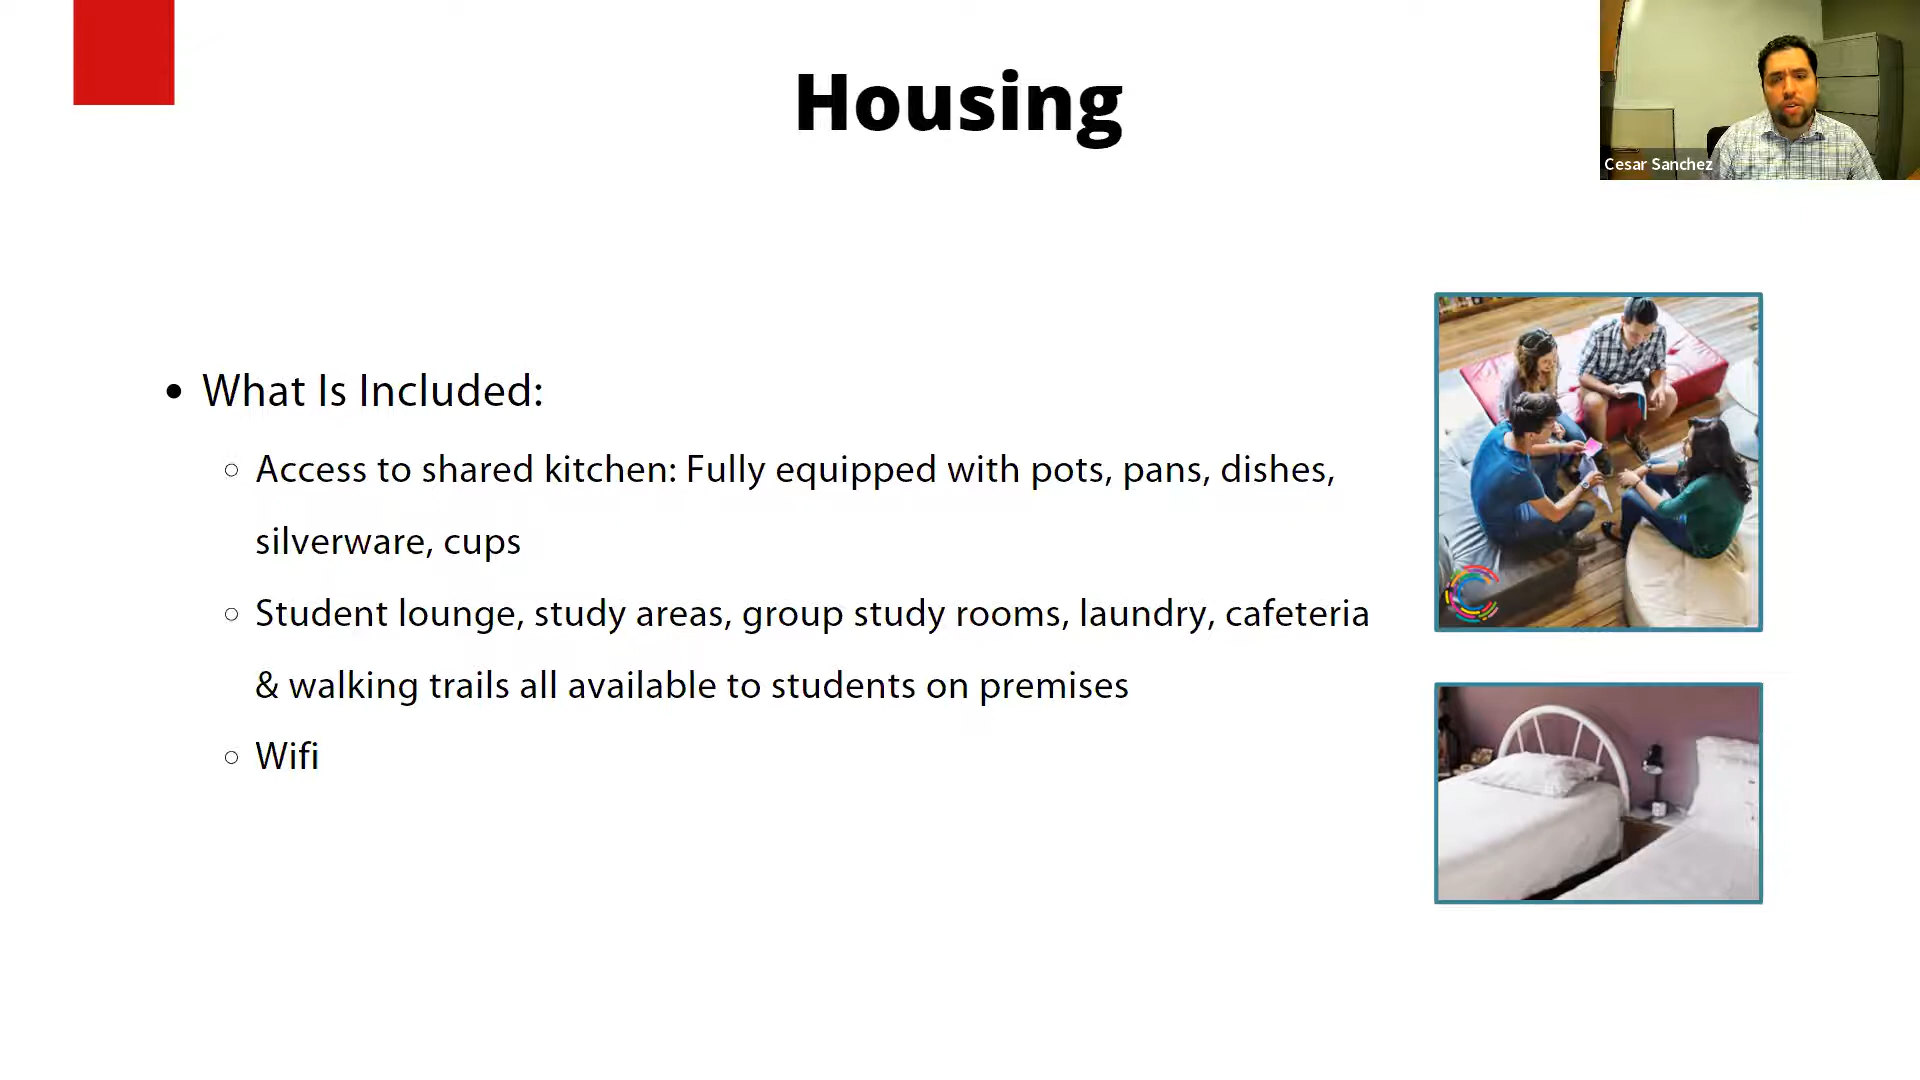 Housing
Cesar Sanchez
• What Is Included:
○ Access to shared kitchen: Fully equipped with pots, pans, dishes,
silverware, cups
○ Student lounge, study areas, group study rooms, laundry, cafeteria
& walking trails all available to students on premises
○ Wifi